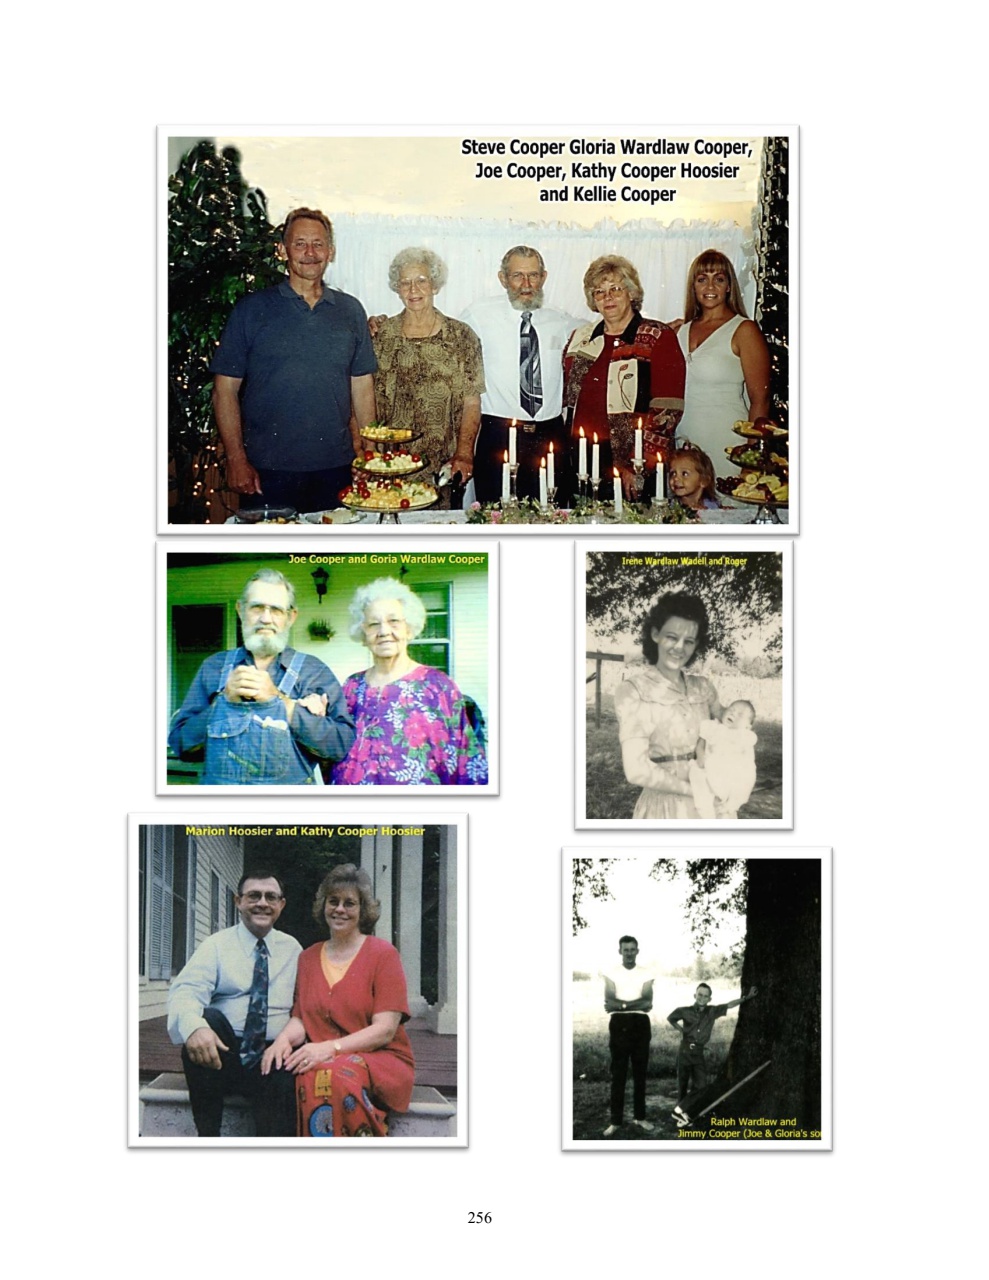 Steve Cooper Gloria Wardlaw Cooper,
Joe Cooper, Kathy Cooper Hoosier
and Kellie Cooper
Joe Cooper and Goria Wardlaw Cooper
Irene Wardlaw Wadell and Roger
Marion Hoosier and Kathy Cooper Hoosier
Ralph Wardlaw and
Jimmy Cooper (Joe & Gloria's so
256